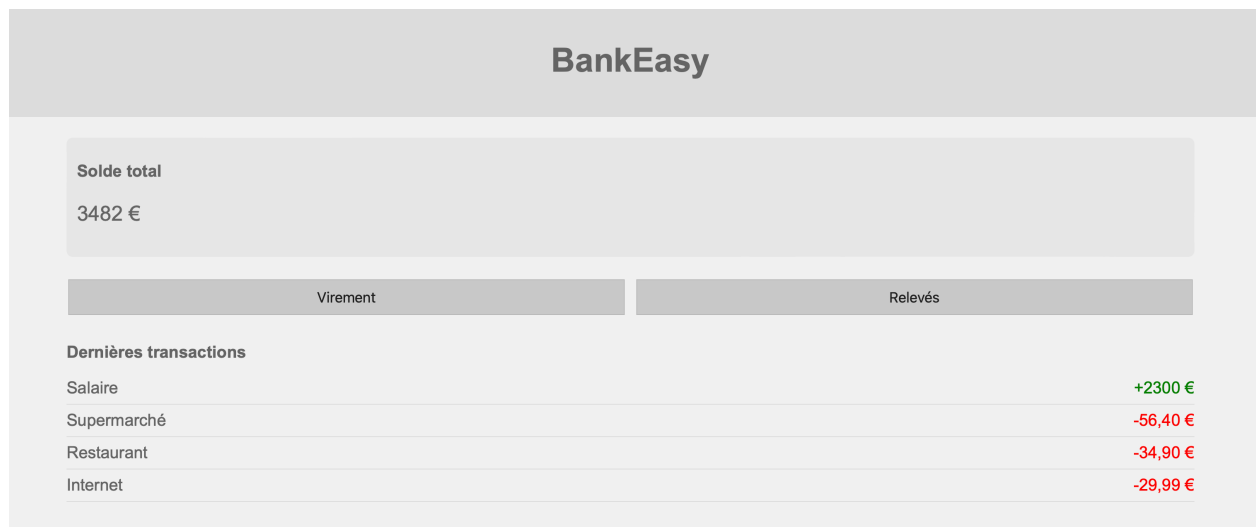 BankEasy
Solde total
3482 €
Virement Relevés
Dernières transactions
Salaire +2300 €
Supermarché -56,40 €
Restaurant -34,90 €
Internet -29,99 €